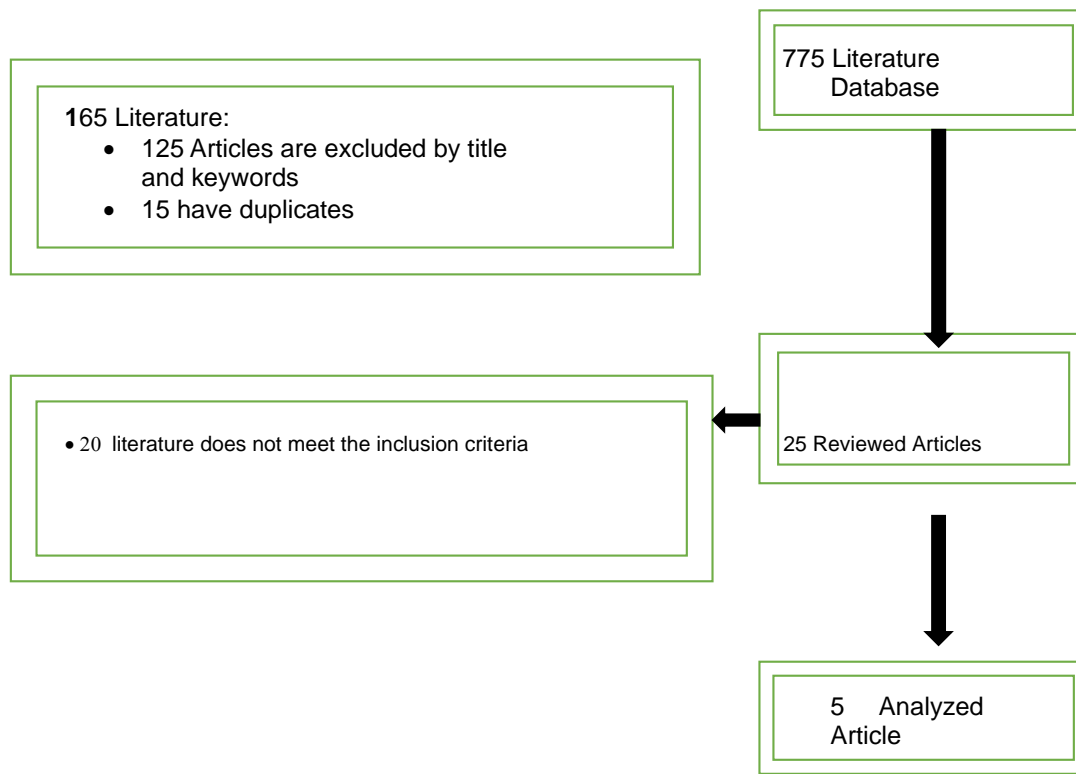 775 Literature
Database
165 Literature:
• 125 Articles are excluded by title
and keywords
• 15 have duplicates
25 Reviewed Articles
• 20 literature does not meet the inclusion criteria
5 Analyzed
Article